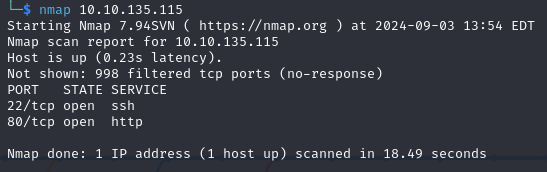 └─$ nmap 10.10.135.115
Starting Nmap 7.94SVN ( https://nmap.org ) at 2024-09-03 13:54 EDT
Nmap scan report for 10.10.135.115
Host is up (0.23s latency).
Not shown: 998 filtered tcp ports (no-response)
PORT   STATE SERVICE
22/tcp open  ssh
80/tcp open  http

Nmap done: 1 IP address (1 host up) scanned in 18.49 seconds